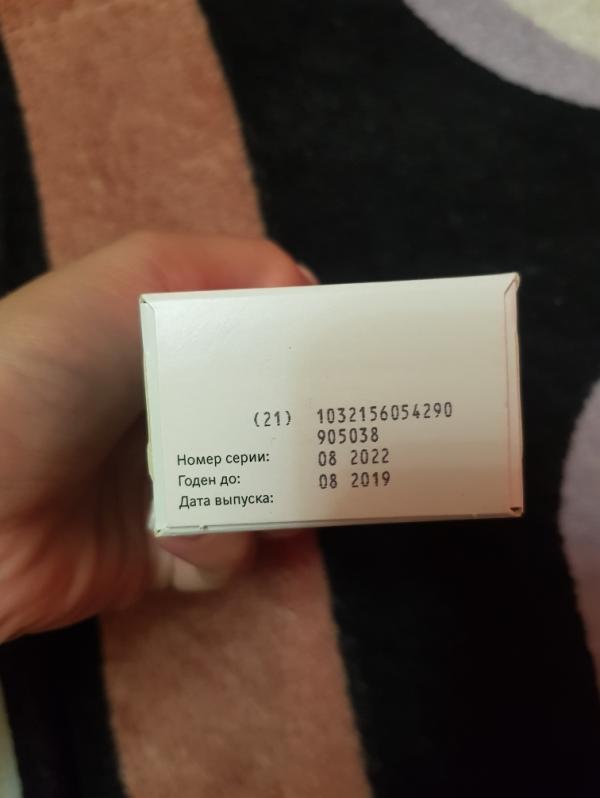 (21) 1032156054290
905038
Номер серии: 08 2022
Годен до: 08 2019
Дата выпуска: